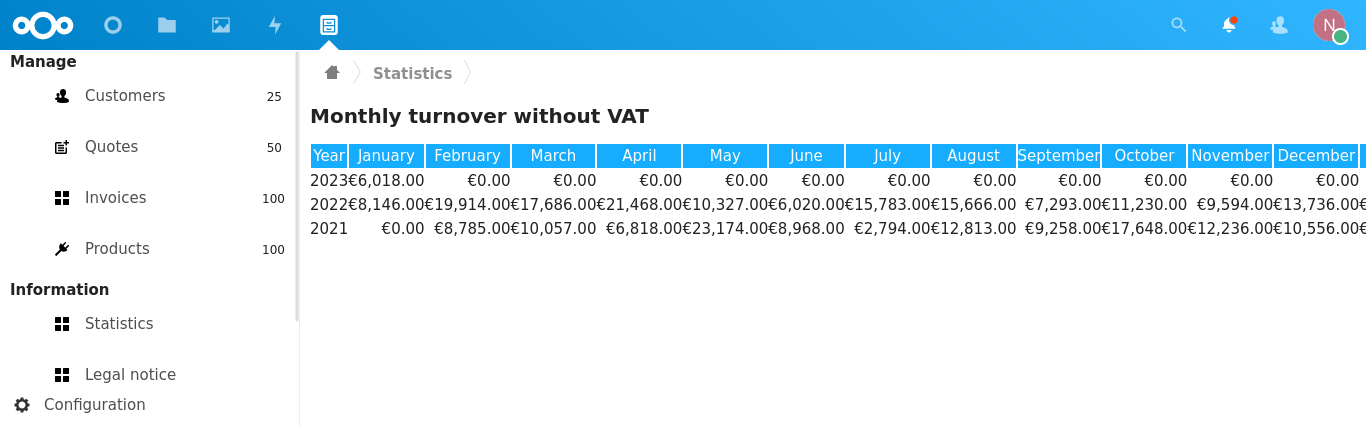 N
Manage
Customers 25
Quotes 50
Invoices 100
Products 100
Information
Statistics
Legal notice
Configuration
Statistics
Monthly turnover without VAT
Year January February March April May June July August September October November December
2023 €6,018.00 €0.00 €0.00 €0.00 €0.00 €0.00 €0.00 €0.00 €0.00 €0.00 €0.00 €0.00
2022 €8,146.00 €19,914.00 €17,686.00 €21,468.00 €10,327.00 €6,020.00 €15,783.00 €15,666.00 €7,293.00 €11,230.00 €9,594.00 €13,736.00 €
2021 €0.00 €8,785.00 €10,057.00 €6,818.00 €23,174.00 €8,968.00 €2,794.00 €12,813.00 €9,258.00 €17,648.00 €12,236.00 €10,556.00 €